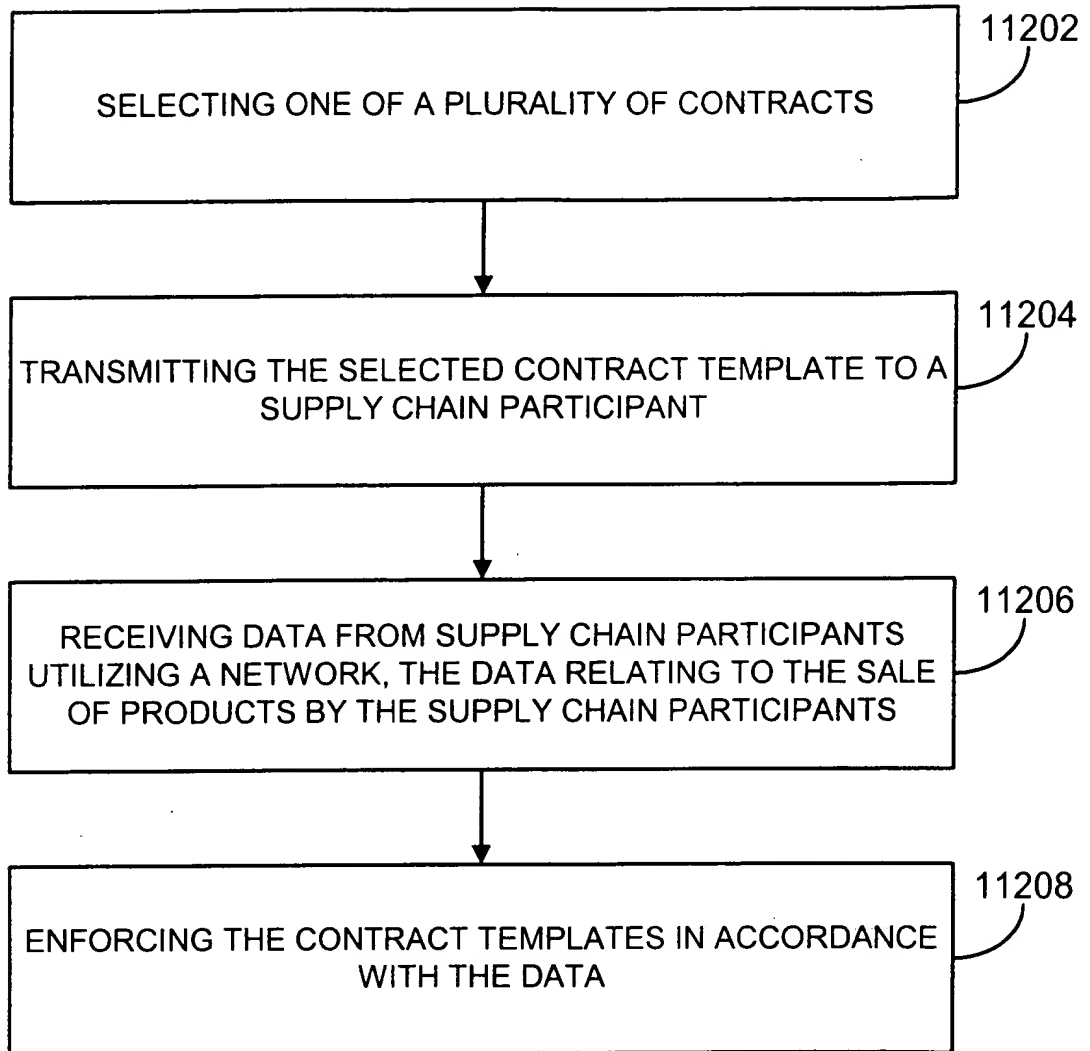 11202
SELECTING ONE OF A PLURALITY OF CONTRACTS
11204
TRANSMITTING THE SELECTED CONTRACT TEMPLATE TO A
SUPPLY CHAIN PARTICIPANT
11206
RECEIVING DATA FROM SUPPLY CHAIN PARTICIPANTS
UTILIZING A NETWORK, THE DATA RELATING TO THE SALE
OF PRODUCTS BY THE SUPPLY CHAIN PARTICIPANTS
11208
ENFORCING THE CONTRACT TEMPLATES IN ACCORDANCE
WITH THE DATA